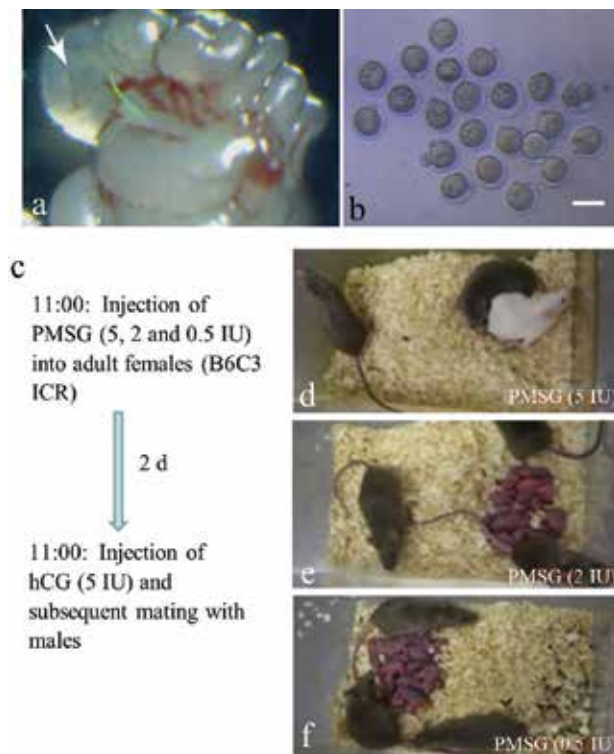 a
b
c
11:00: Injection of
PMSG (5, 2 and 0.5 IU)
into adult females (B6C3
ICR)
2 d
11:00: Injection of
hCG (5 IU) and
subsequent mating with
males
d
PMSG (5 IU)
e
PMSG (2 IU)
f
PMSG (0.5 IU)